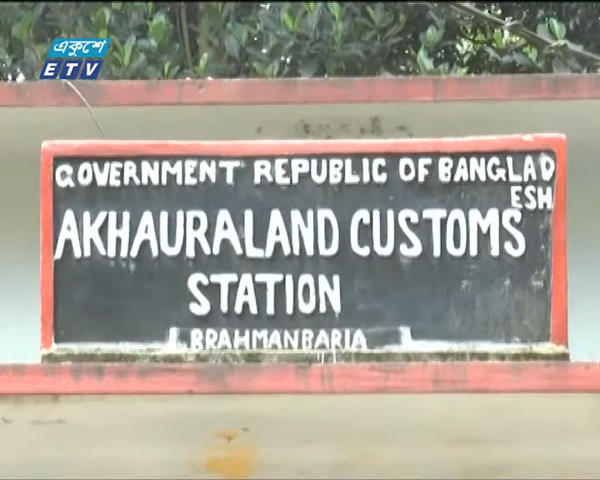 একুশে
ETV
GOVERNMENT REPUBLIC OF BANGLAD
ESH
AKHAURALAND CUSTOMS
STATION
BRAHMANBARIA